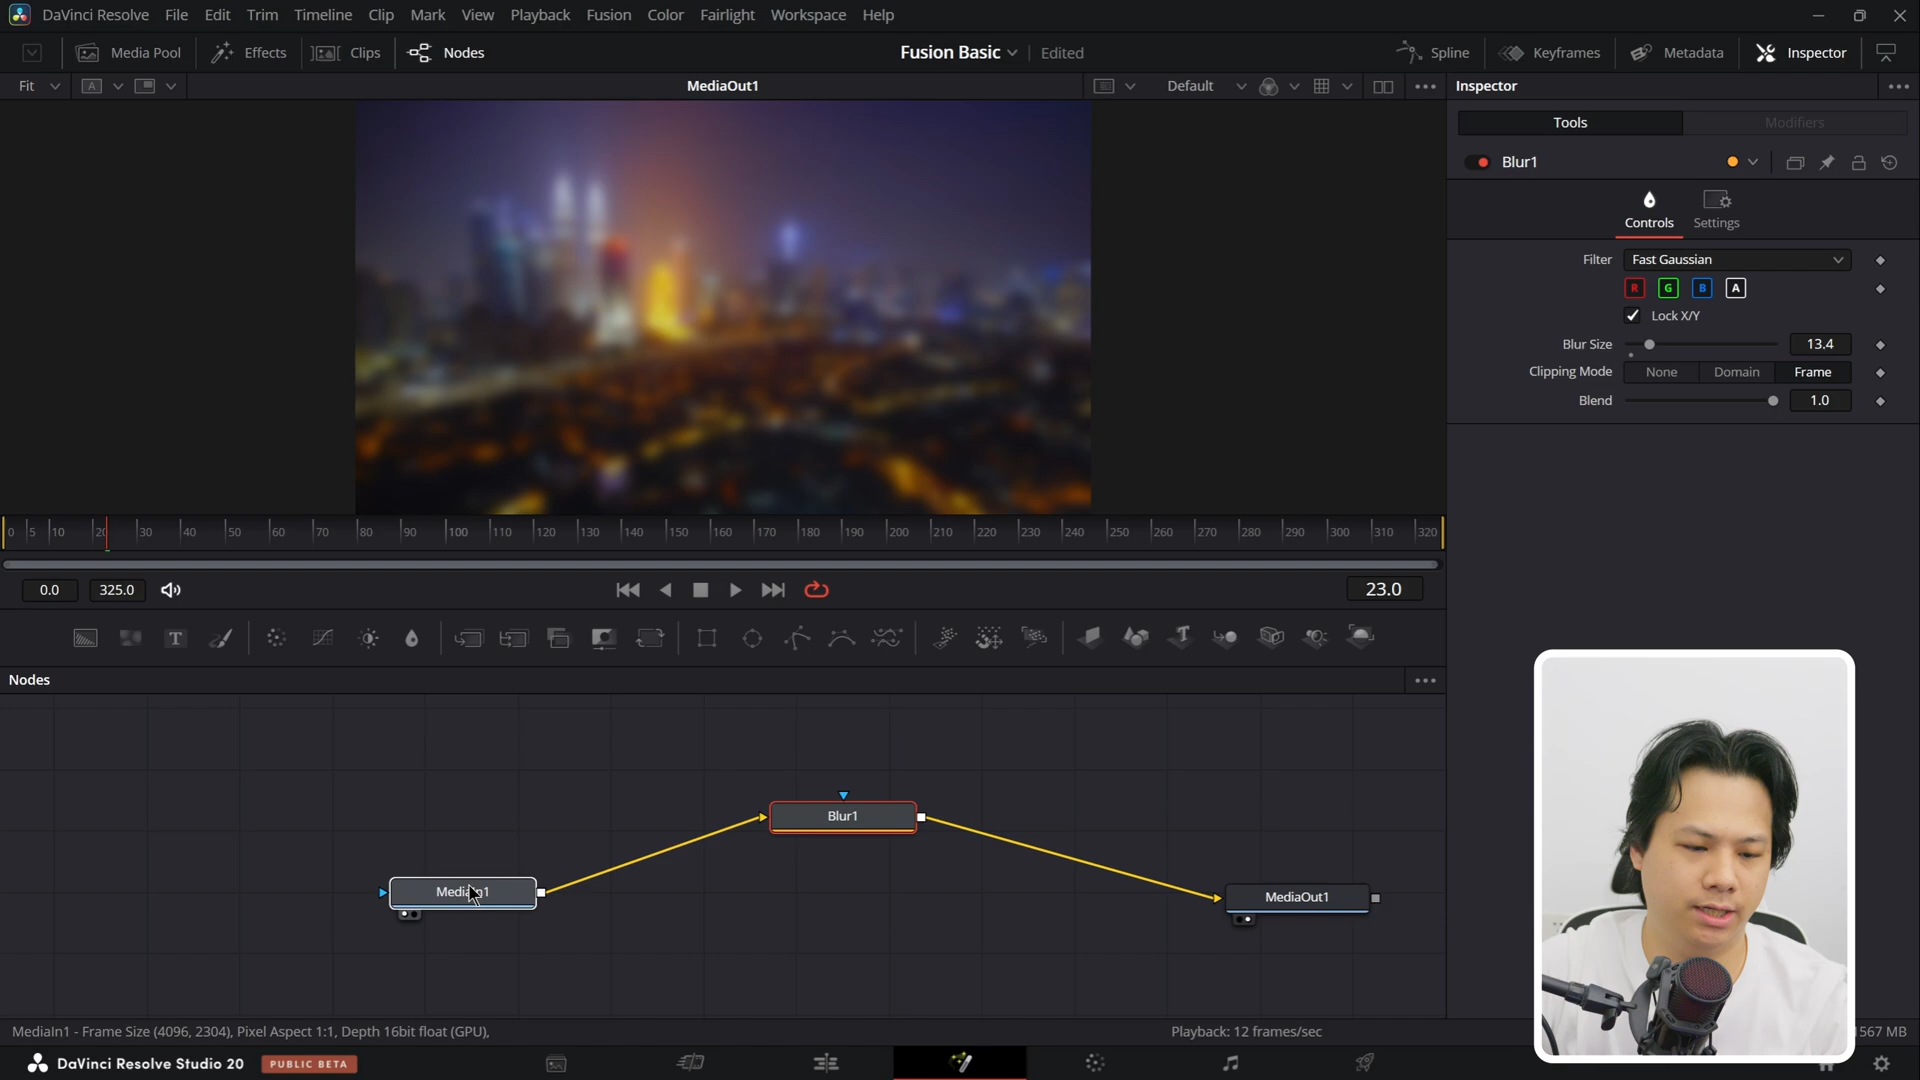 DaVinci Resolve File Edit Trim Timeline Clip Mark View Playback Fusion Color Fairlight Workspace Help
Media Pool Effects Clips Nodes Fusion Basic Edited Spline Keyframes Metadata Inspector
Fit A MediaOut1 Default Inspector
Tools Modifiers
Blur1
Controls Settings
Filter Fast Gaussian
R G B A
Lock X/Y
Blur Size 13.4
Clipping Mode None Domain Frame
Blend 1.0
0 5 10 20 30 40 50 60 70 80 90 100 110 120 130 140 150 160 170 180 190 200 210 220 230 240 250 260 270 280 290 300 310 320
0.0 325.0 23.0
T T
Nodes
Blur1
MediaOut1
MediaIn1 - Frame Size (4096, 2304), Pixel Aspect 1:1, Depth 16bit float (GPU), Playback: 12 frames/sec 1567 MB
DaVinci Resolve Studio 20 PUBLIC BETA